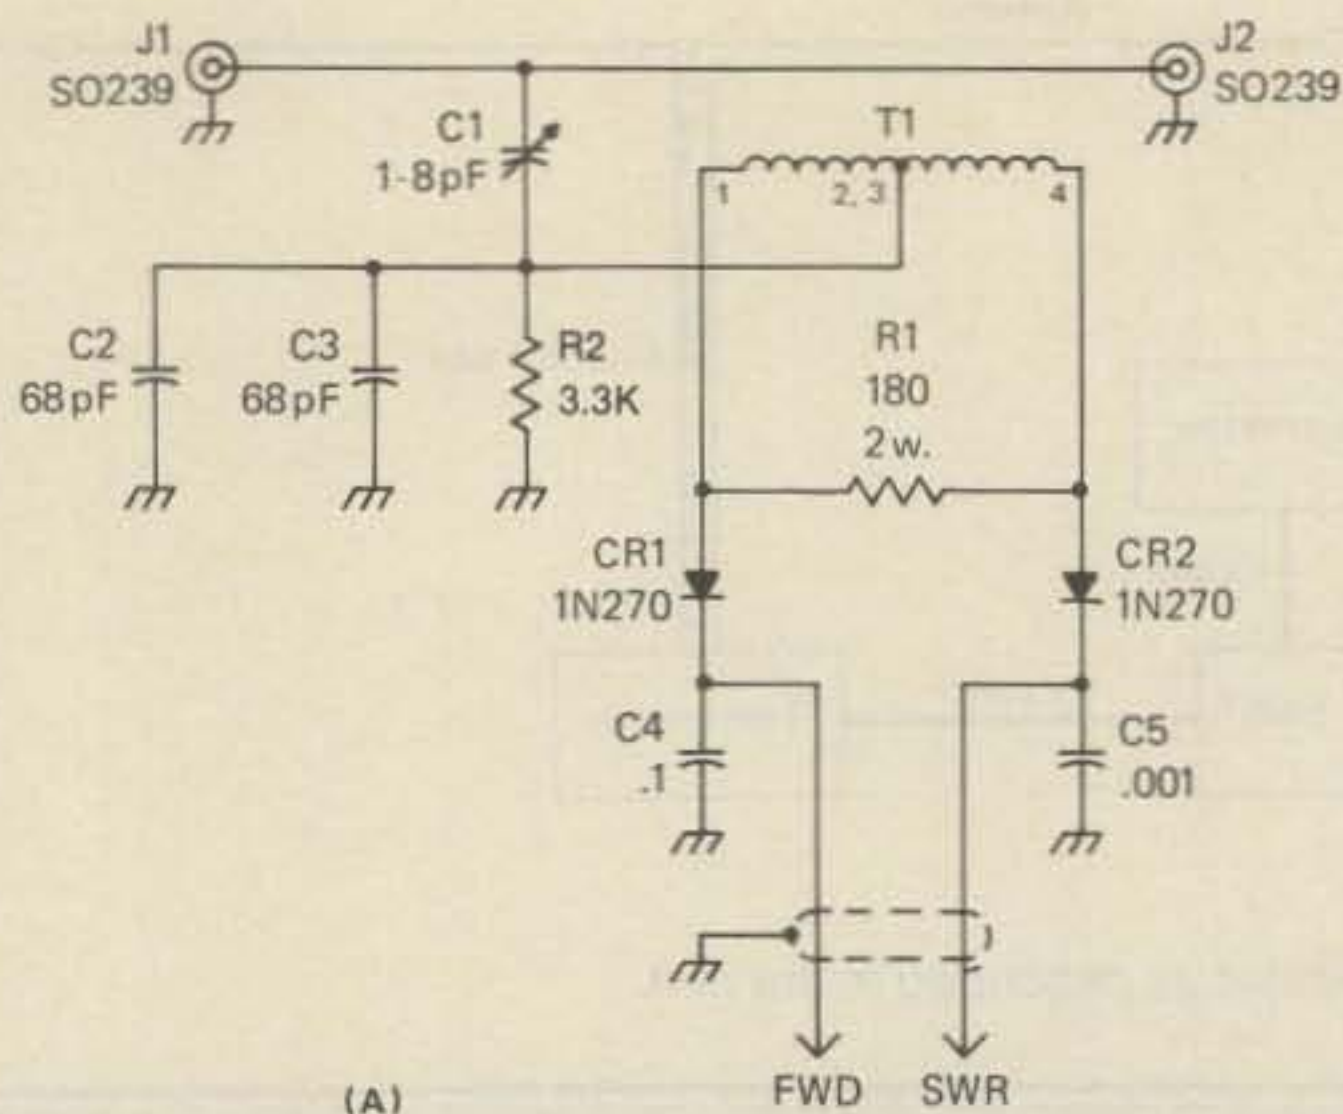 J1
SO239
J2
SO239
C1
1-8pF
T1
1
2, 3
4
C2
68pF
C3
68pF
R2
3.3K
R1
180
2 w.
CR1
1N270
CR2
1N270
C4
.1
C5
.001
FWD
SWR
(A)